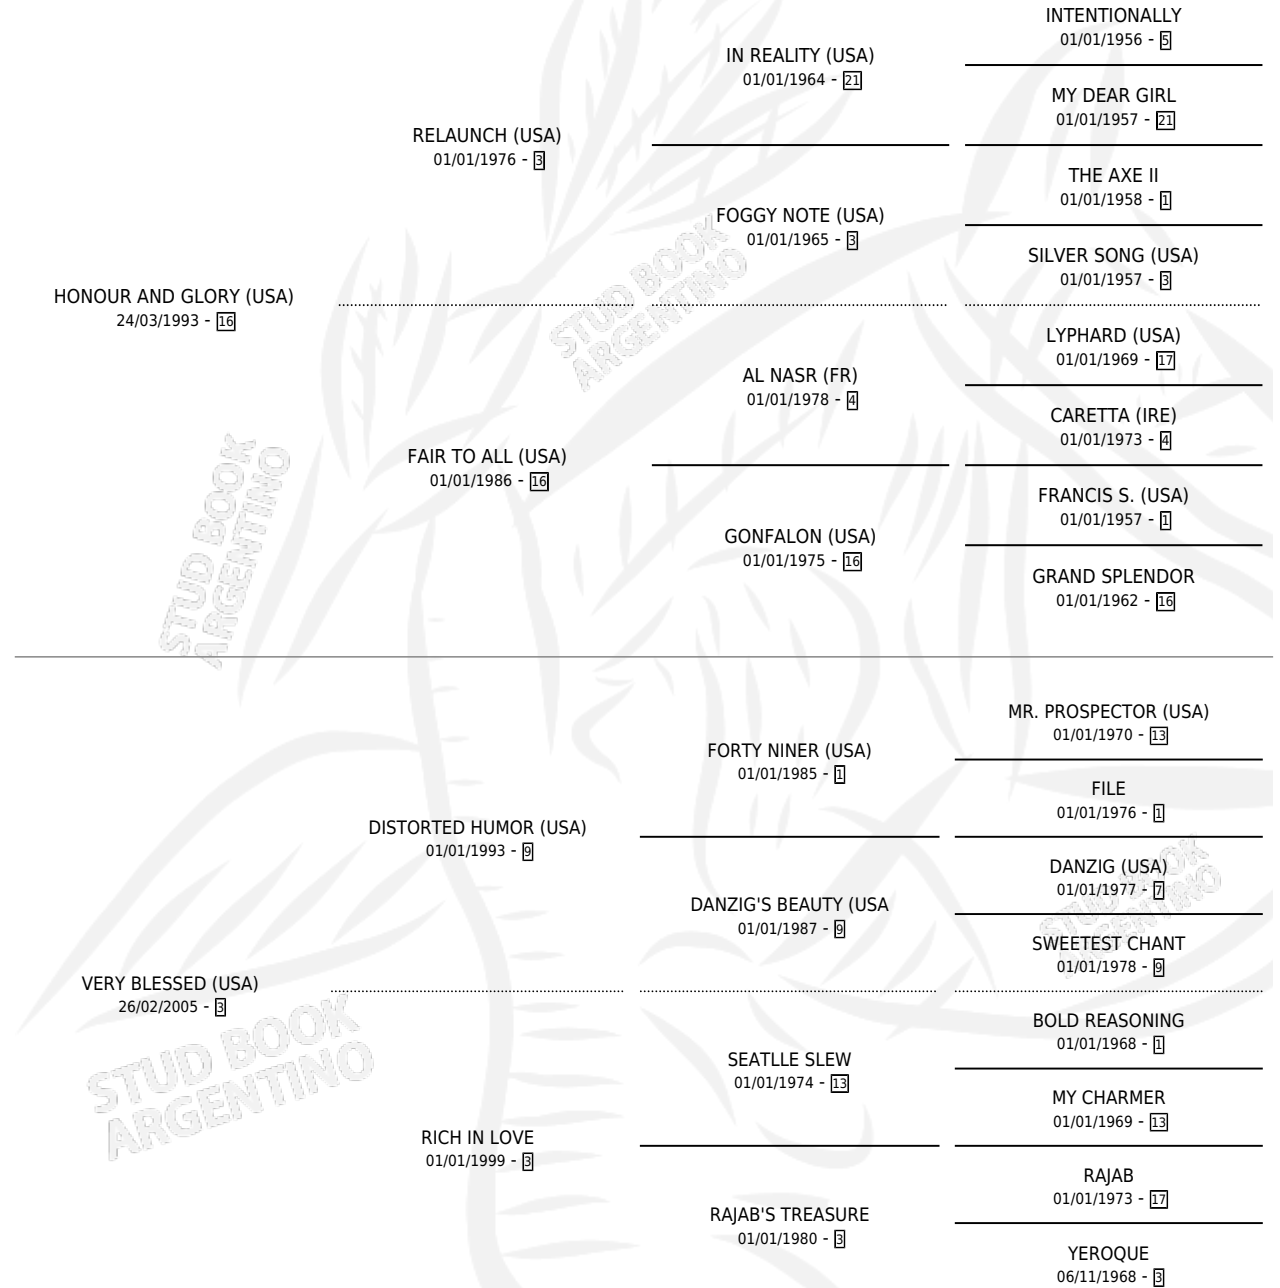 INTENTIONALLY
01/01/1956 - 5
IN REALITY (USA)
01/01/1964 - 21
MY DEAR GIRL
01/01/1957 - 21
RELAUNCH (USA)
01/01/1976 - 3
THE AXE II
01/01/1958 - 1
FOGGY NOTE (USA)
01/01/1965 - 3
SILVER SONG (USA)
01/01/1957 - 3
HONOUR AND GLORY (USA)
24/03/1993 - 16
STUD BOOK
ARGENTINO
LYPHARD (USA)
01/01/1969 - 17
AL NASR (FR)
01/01/1978 - 4
CARETTA (IRE)
01/01/1973 - 4
FAIR TO ALL (USA)
01/01/1986 - 16
FRANCIS S. (USA)
01/01/1957 - 1
GONFALON (USA)
01/01/1975 - 16
GRAND SPLENDOR
01/01/1962 - 16
STUD BOOK
ARGENTINO
MR. PROSPECTOR (USA)
01/01/1970 - 13
FORTY NINER (USA)
01/01/1985 - 1
FILE
01/01/1976 - 1
DISTORTED HUMOR (USA)
01/01/1993 - 9
DANZIG (USA)
01/01/1977 - 7
DANZIG'S BEAUTY (USA
01/01/1987 - 9
SWEETEST CHANT
01/01/1978 - 9
STUD BOOK
ARGENTINO
VERY BLESSED (USA)
26/02/2005 - 3
BOLD REASONING
01/01/1968 - 1
SEATLLE SLEW
01/01/1974 - 13
MY CHARMER
01/01/1969 - 13
STUD BOOK
ARGENTINO
RICH IN LOVE
01/01/1999 - 3
RAJAB
01/01/1973 - 17
RAJAB'S TREASURE
01/01/1980 - 3
YEROQUE
06/11/1968 - 3